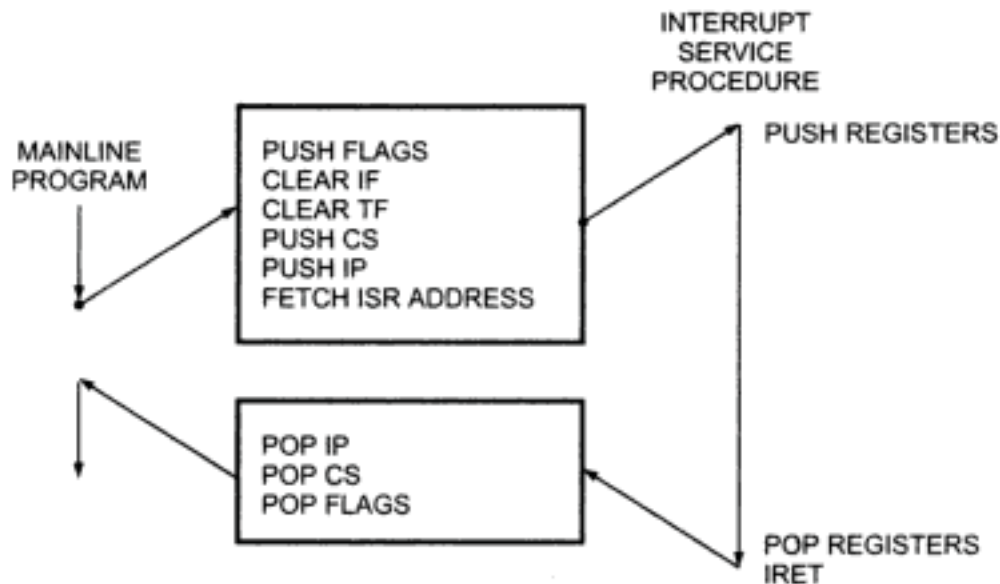 INTERRUPT
SERVICE
PROCEDURE
MAINLINE
PROGRAM
PUSH FLAGS
CLEAR IF
CLEAR TF
PUSH CS
PUSH IP
FETCH ISR ADDRESS
PUSH REGISTERS
POP IP
POP CS
POP FLAGS
POP REGISTERS
IRET